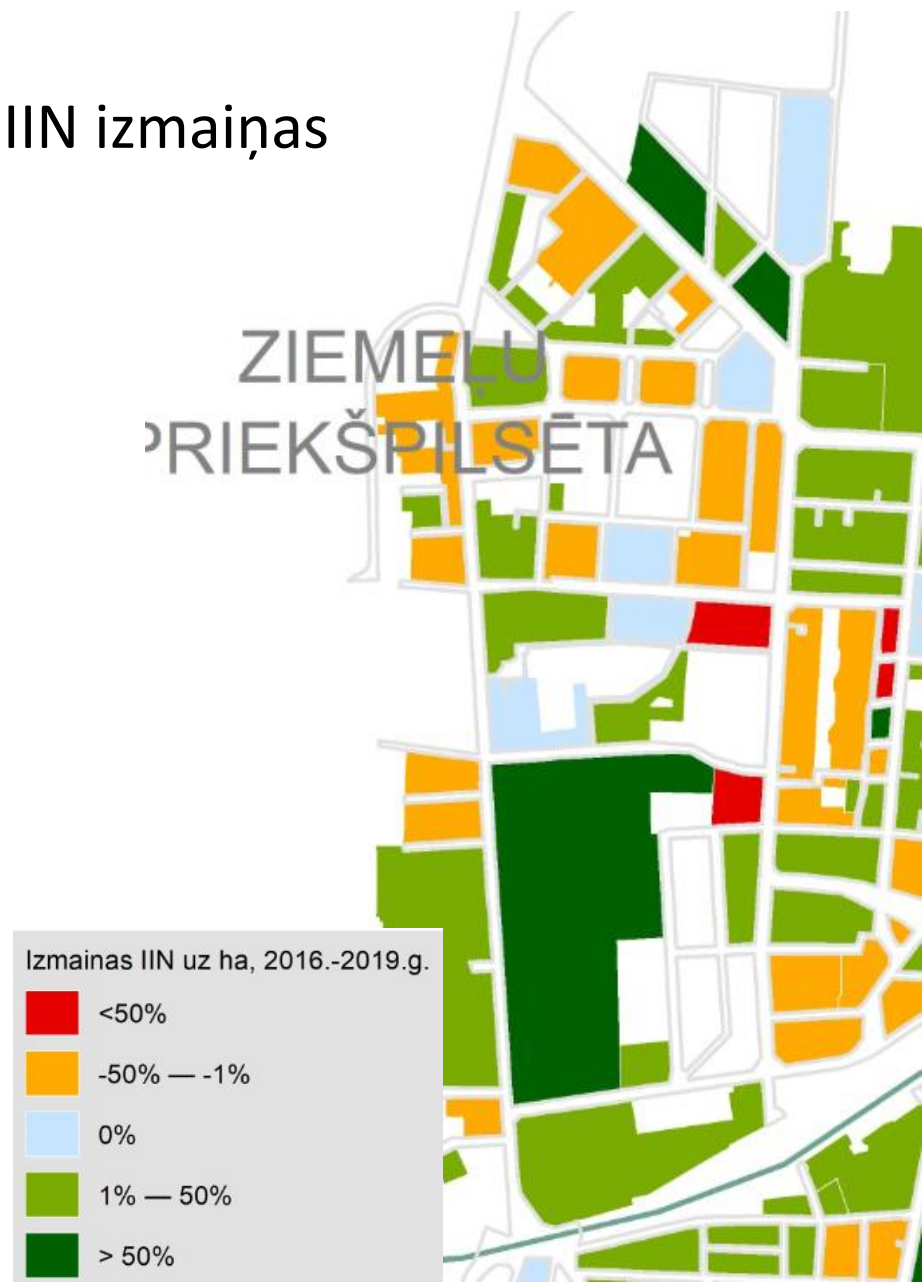 IIN izmaiņas
ZIEMEĻU
PRIEKŠPILSĒTA
Izmainas IIN uz ha, 2016.-2019.g.
<50%
-50% — -1%
0%
1% — 50%
> 50%